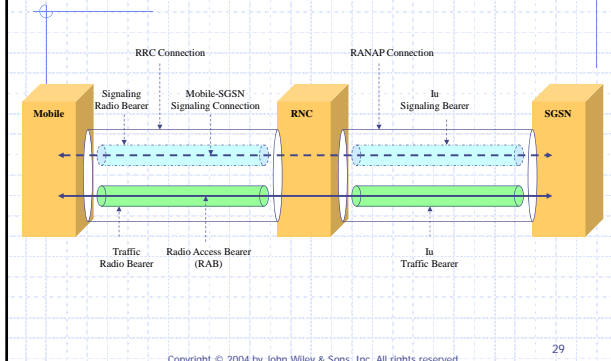 RRC Connection
RANAP Connection
Signaling
Radio Bearer
Mobile-SGSN
Signaling Connection
Iu
Signaling Bearer
Mobile
RNC
SGSN
Traffic
Radio Bearer
Radio Access Bearer
(RAB)
Iu
Traffic Bearer
29
Copyright © 2004 by John Wiley & Sons, Inc. All rights reserved.